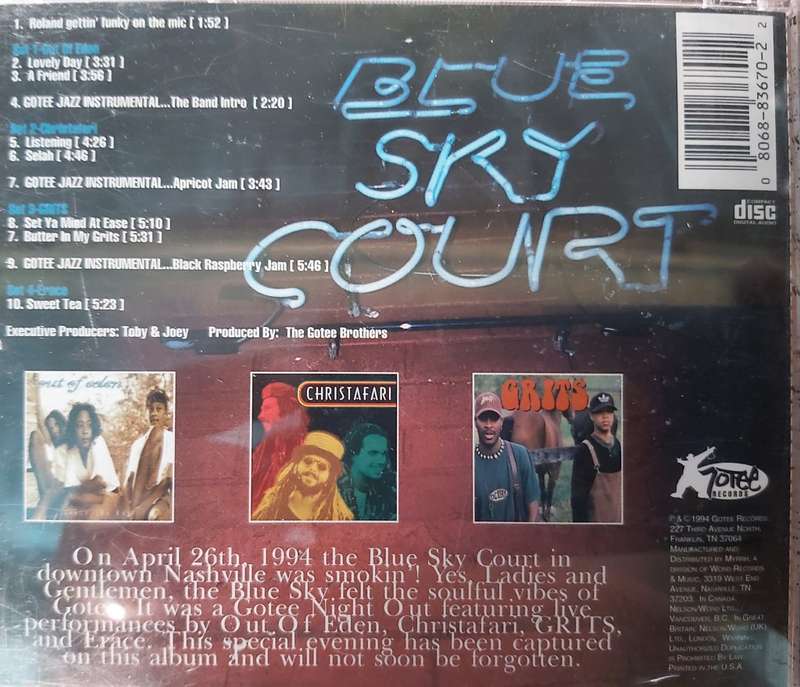 1. Roland gettin' funky on the mic [ 1:52 ]
Set 1-Out Of Eden
2. Lovely Day [ 3:31 ]
3. A Friend [ 3:56 ]
4. GOTEE JAZZ INSTRUMENTAL...The Band Intro [ 2:20 ]
Set 2-Christafari
5. Listening [ 4:26 ]
6. Selah [ 4:46 ]
7. GOTEE JAZZ INSTRUMENTAL...Apricot Jam [ 3:43 ]
Set 3-GRITS
8. Set Ya Mind At Ease [ 5:10 ]
7. Butter In My Grits [ 5:31 ]
9. GOTEE JAZZ INSTRUMENTAL...Black Raspberry Jam [ 5:46 ]
Set 4-Erace
10. Sweet Tea [ 5:23 ]
Executive Producers: Toby & Joey Produced By: The Gotee Brothers
BLUE
SKY
COURT
0 8068-83670-2 2
COMPACT
disc
DIGITAL AUDIO
out of eden
CHRISTAFARI
GRITS
Gotee
RECORDS
On April 26th, 1994 the Blue Sky Court in
downtown Nashville was smokin'! Yes, Ladies and
Gentlemen, the Blue Sky felt the soulful vibes of
Gotee. It was a Gotee Night Out featuring live
performances by Out Of Eden, Christafari, GRITS,
and Erace. This special evening has been captured
on this album and will not soon be forgotten.
℗ & © 1994 Gotee Records
227 Third Avenue North,
Franklin, TN 37064
Manufactured and
Distributed by Myrrh, a
division of Word Records
& Music, 3319 West End
Avenue, Nashville, TN
37203. In Canada,
Nelson/Word Ltd.,
Vancouver, B.C. In Great
Britain, Nelson Word (UK)
Ltd., London. Warning:
Unauthorized Duplication
is Prohibited By Law.
Printed in the U.S.A.